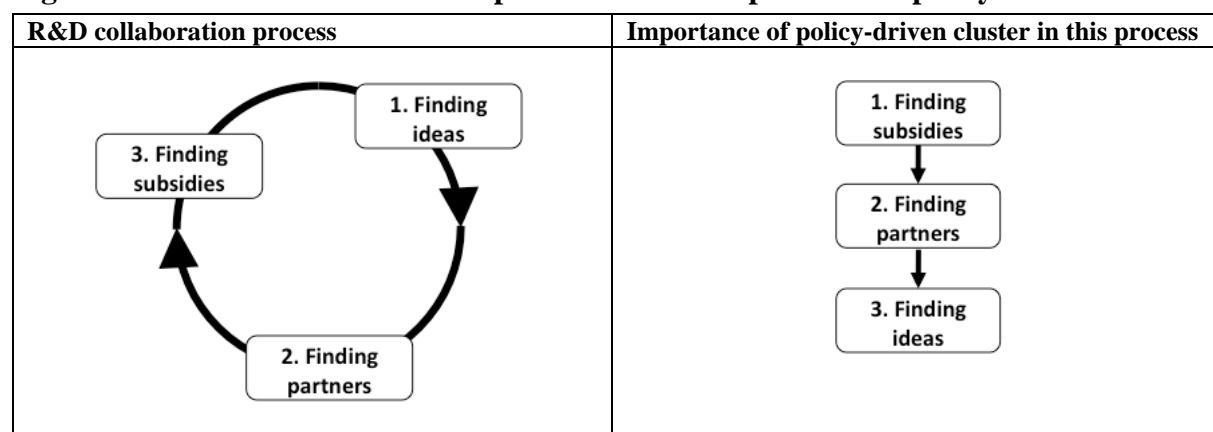 R&D collaboration process
Importance of policy-driven cluster in this process
1. Finding
ideas
3. Finding
subsidies
2. Finding
partners
1. Finding
subsidies
2. Finding
partners
3. Finding
ideas